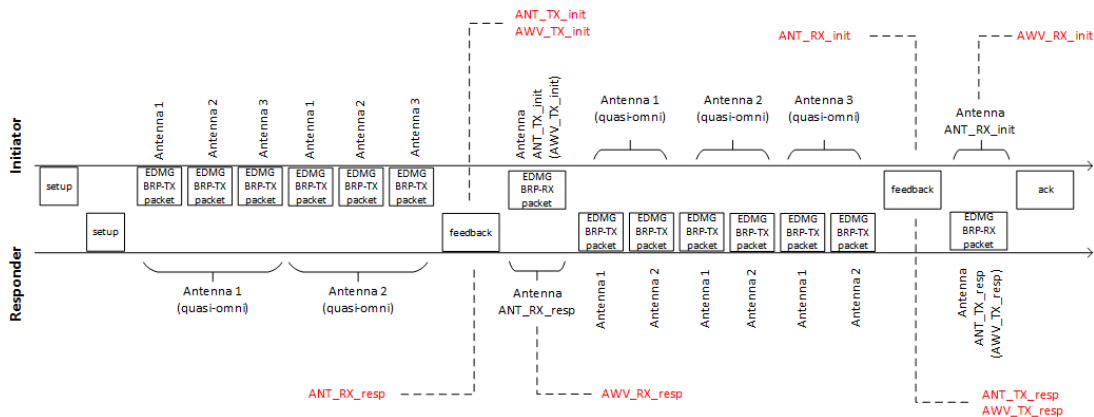 ANT_TX_init
AWV_TX_init
ANT_RX_init
AWV_RX_init
Initiator
Antenna 1
Antenna 2
Antenna 3
Antenna 1
Antenna 2
Antenna 3
Antenna
ANT_TX_init
(AWV_TX_init)
Antenna 1
(quasi-omni)
Antenna 2
(quasi-omni)
Antenna 3
(quasi-omni)
Antenna
ANT_RX_init
setup
EDMG
BRP-TX
packet
EDMG
BRP-TX
packet
EDMG
BRP-TX
packet
EDMG
BRP-TX
packet
EDMG
BRP-TX
packet
EDMG
BRP-TX
packet
EDMG
BRP-RX
packet
feedback
ack
setup
feedback
EDMG
BRP-TX
packet
EDMG
BRP-TX
packet
EDMG
BRP-TX
packet
EDMG
BRP-TX
packet
EDMG
BRP-TX
packet
EDMG
BRP-TX
packet
EDMG
BRP-RX
packet
Responder
Antenna 1
(quasi-omni)
Antenna 2
(quasi-omni)
Antenna
ANT_RX_resp
Antenna 1
Antenna 2
Antenna 1
Antenna 2
Antenna 1
Antenna 2
Antenna
ANT_TX_resp
(AWV_TX_resp)
ANT_RX_resp
AWV_RX_resp
ANT_TX_resp
AWV_TX_resp